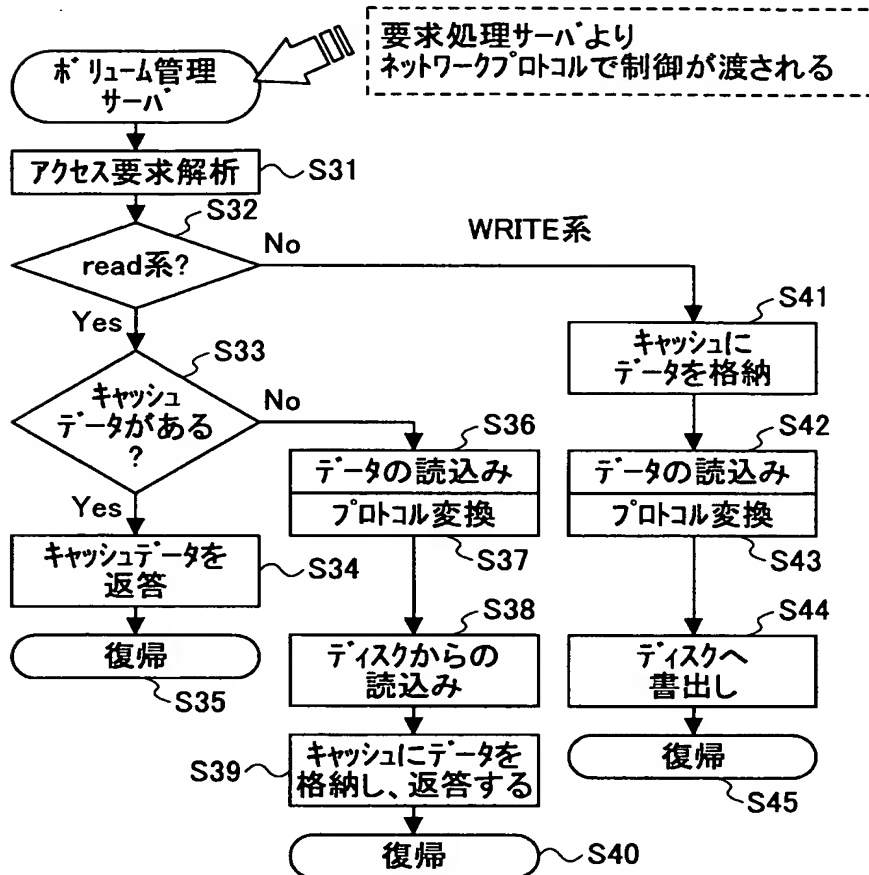 要求処理サーバより
ネットワークプロトコルで制御が渡される
ボリューム管理
サーバ
アクセス要求解析
S31
S32
read系?
No
WRITE系
Yes
S33
キャッシュ
データがある
?
No
Yes
キャッシュデータを
返答
S34
復帰
S35
S36
データの読込み
プロトコル変換
S37
S38
ディスクからの
読込み
S39
キャッシュにデータを
格納し、返答する
復帰
S40
S41
キャッシュに
データを格納
S42
データの読込み
プロトコル変換
S43
S44
ディスクへ
書出し
復帰
S45